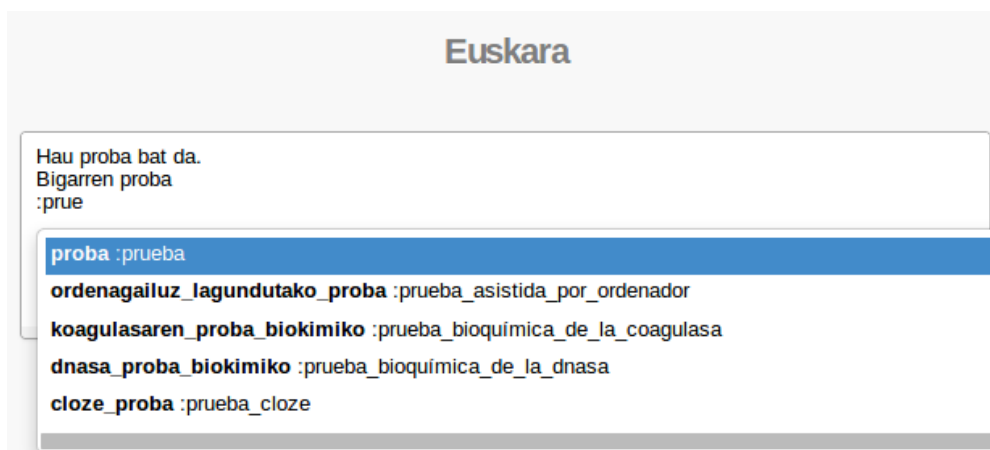 Euskara
Hau proba bat da.
Bigarren proba
:prue
proba :prueba
ordenagailuz_lagundutako_proba :prueba_asistida_por_ordenador
koagulasaren_proba_biokimiko :prueba_bioquímica_de_la_coagulasa
dnasa_proba_biokimiko :prueba_bioquímica_de_la_dnasa
cloze_proba :prueba_cloze